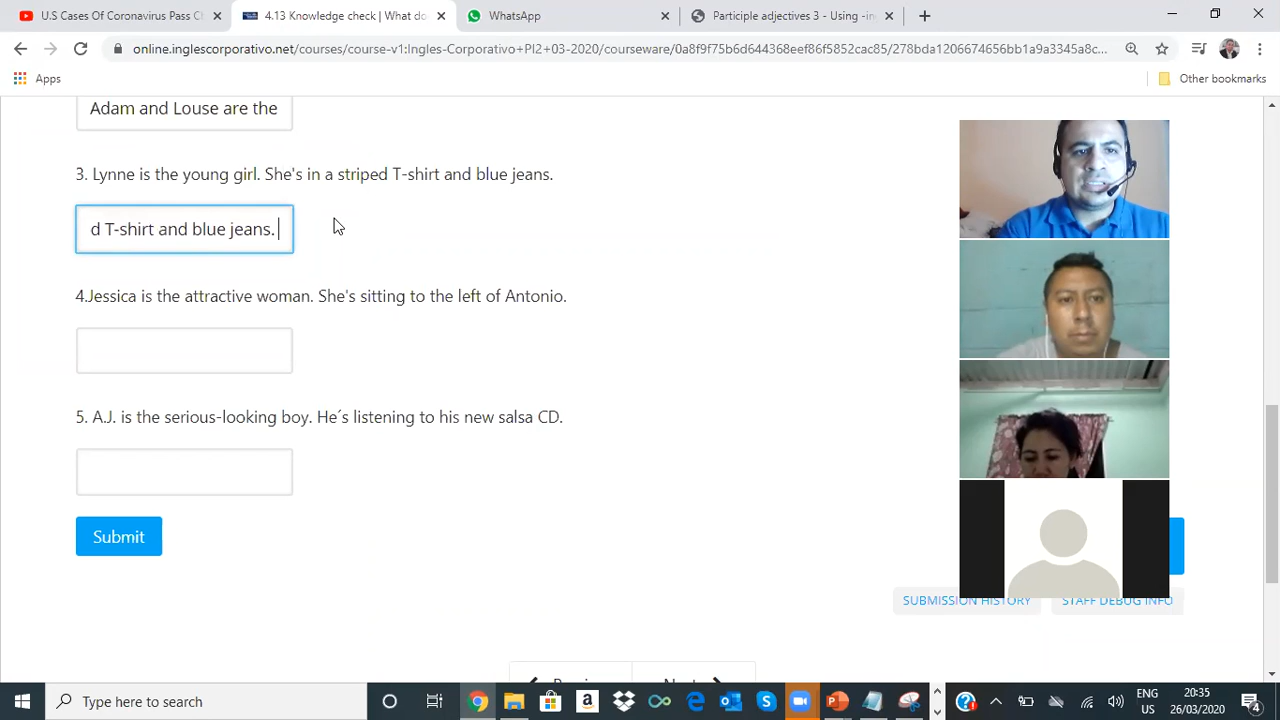 U.S Cases Of Coronavirus Pass Ch
4.13 Knowledge check | What do
WhatsApp
Participle adjectives 3 - Using -in
online.inglescorporativo.net/courses/course-v1:Ingles-Corporativo+PI2+03-2020/courseware/0a8f9f75b6d644368eef86f5852cac85/278bda1206674656bb1a9a3345a8c...
Apps
Other bookmarks
Adam and Louse are the
3. Lynne is the young girl. She's in a striped T-shirt and blue jeans.
d T-shirt and blue jeans.
4.Jessica is the attractive woman. She's sitting to the left of Antonio.
5. A.J. is the serious-looking boy. He´s listening to his new salsa CD.
Submit
SUBMISSION HISTORY
STAFF DEBUG INFO
Type here to search
ENG
US
20:35
26/03/2020
4